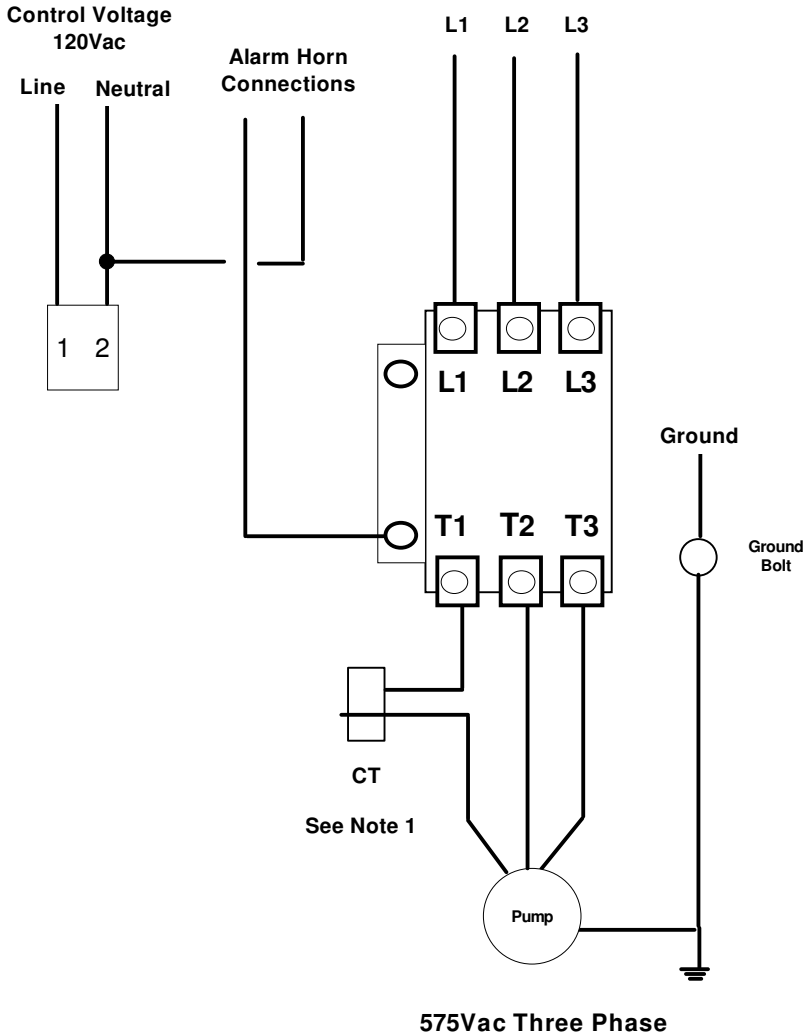 Control Voltage
120Vac
Line Neutral
Alarm Horn
Connections
L1 L2 L3
1 2
L1 L2 L3
T1 T2 T3
Ground
Ground
Bolt
CT
See Note 1
Pump
575Vac Three Phase